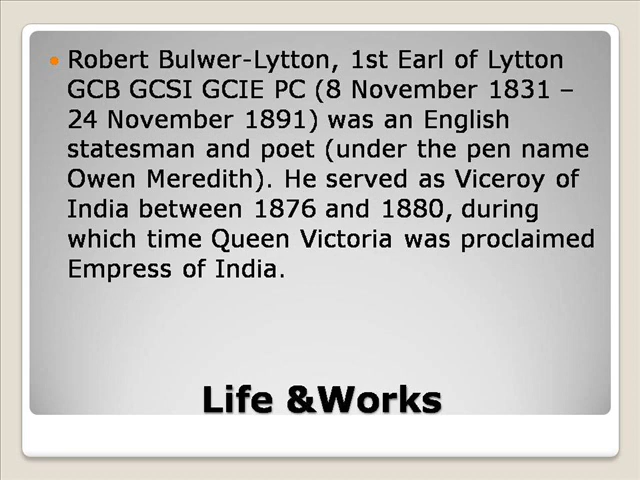 Robert Bulwer-Lytton, 1st Earl of Lytton
GCB GCSI GCIE PC (8 November 1831 –
24 November 1891) was an English
statesman and poet (under the pen name
Owen Meredith). He served as Viceroy of
India between 1876 and 1880, during
which time Queen Victoria was proclaimed
Empress of India.
Life &Works